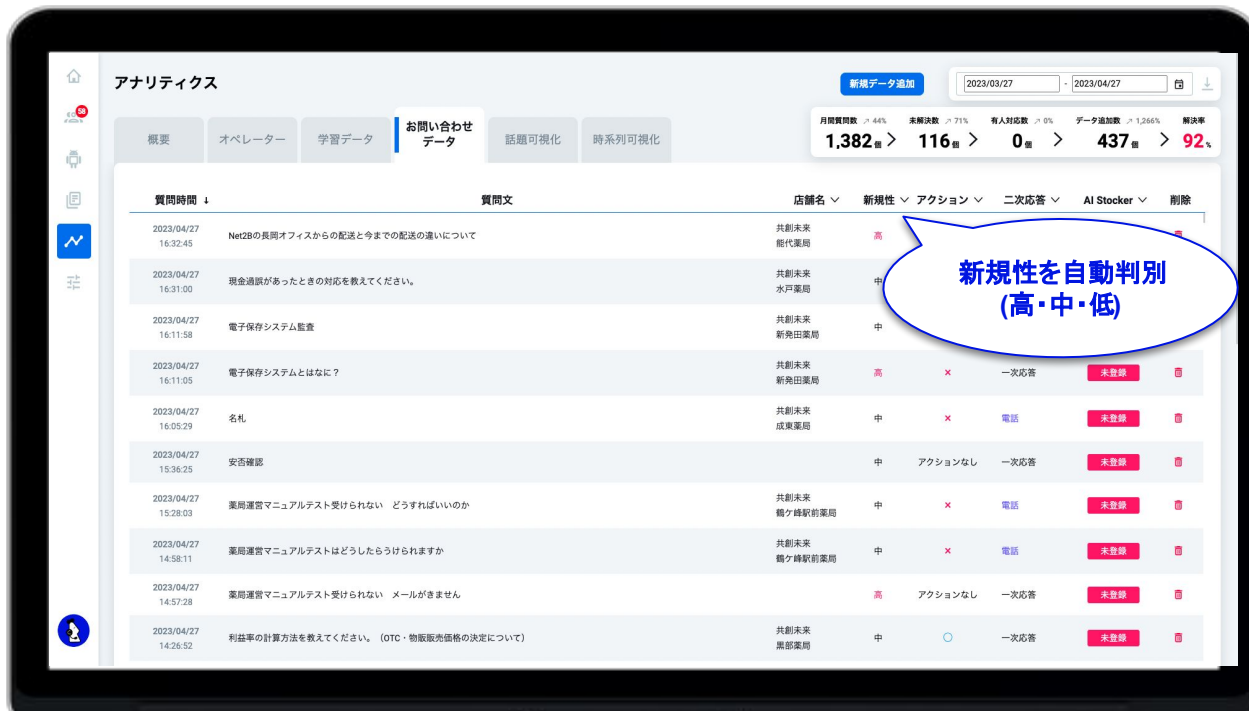 アナリティクス
新規データ追加
2023/03/27 - 2023/04/27
58
概要 オペレーター 学習データ お問い合わせ
データ 話題可視化 時系列可視化
月間質問数 ↗ 44% 未解決数 ↗ 71% 有人対応数 ↗ 0% データ追加数 ↗ 1,266% 解決率
1,382個 > 116個 > 0個 > 437個 > 92%
質問時間 ↓ 質問文 店舗名 新規性 アクション 二次応答 AI Stocker 削除
2023/04/27
16:32:45
Net2Bの長岡オフィスからの配送と今までの配送の違いについて
共創未来
能代薬局
高
2023/04/27
16:31:00
現金過誤があったときの対応を教えてください。
共創未来
水戸薬局
中
新規性を自動判別
(高・中・低)
2023/04/27
16:11:58
電子保存システム監査
共創未来
新発田薬局
中
2023/04/27
16:11:05
電子保存システムとはなに？
共創未来
新発田薬局
高 × 一次応答 未登録
2023/04/27
16:05:29
名札
共創未来
成東薬局
中 × 電話 未登録
2023/04/27
15:36:25
安否確認
中 アクションなし 一次応答 未登録
2023/04/27
15:28:03
薬局運営マニュアルテスト受けられない　どうすればいいのか
共創未来
鶴ケ峰駅前薬局
中 × 電話 未登録
2023/04/27
14:58:11
薬局運営マニュアルテストはどうしたらうけられますか
共創未来
鶴ケ峰駅前薬局
中 × 電話 未登録
2023/04/27
14:57:28
薬局運営マニュアルテスト受けられない　メールがきません
高 アクションなし 一次応答 未登録
2023/04/27
14:26:52
利益率の計算方法を教えてください。（OTC・物販販売価格の決定について）
共創未来
黒部薬局
中 ○ 一次応答 未登録